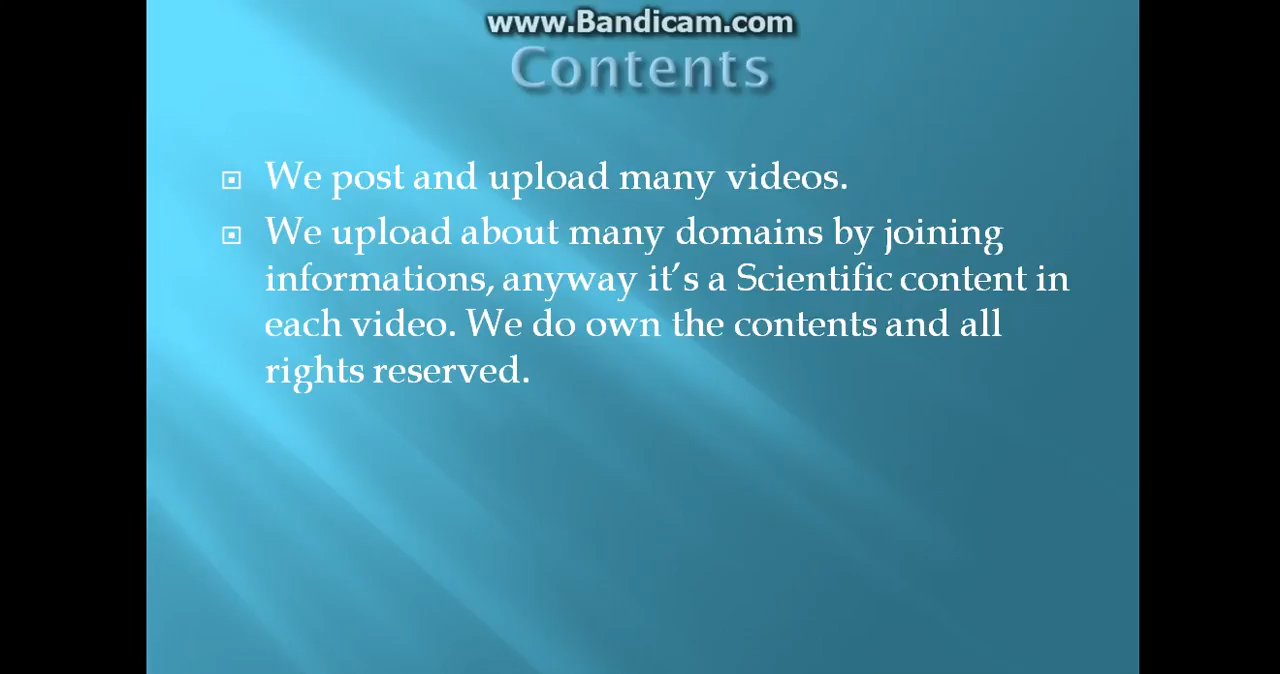 www.Bandicam.com
Contents
We post and upload many videos.
We upload about many domains by joining
informations, anyway it's a Scientific content in
each video. We do own the contents and all
rights reserved.